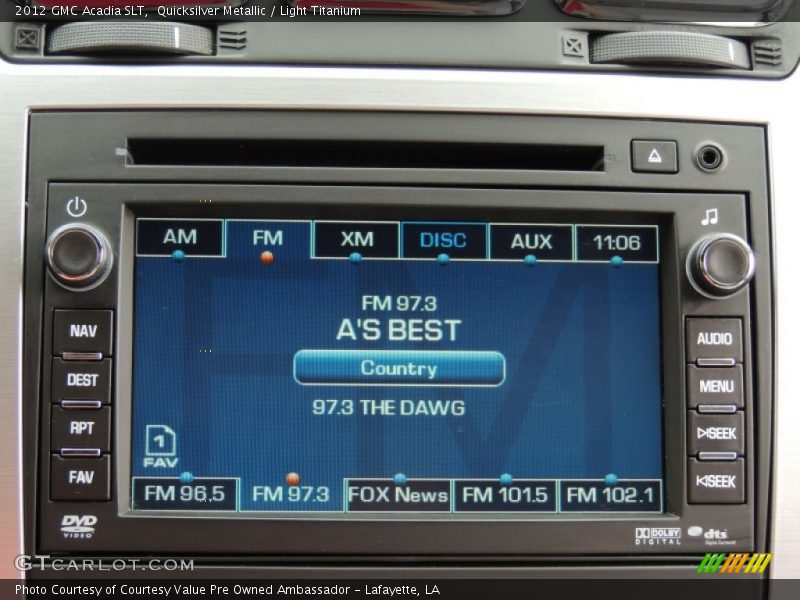 2012 GMC Acadia SLT,  Quicksilver Metallic / Light Titanium
AM FM XM DISC AUX 11:06
FM 97.3
A'S BEST
Country
97.3 THE DAWG
1
FAV
FM 96.5 FM 97.3 FOX News FM 101.5 FM 102.1
NAV
DEST
RPT
FAV
AUDIO
MENU
SEEK
SEEK
DVD
VIDEO
DOLBY
DIGITAL
dts
Digital Surround
GTCARLOT.COM
Photo Courtesy of Courtesy Value Pre Owned Ambassador - Lafayette, LA